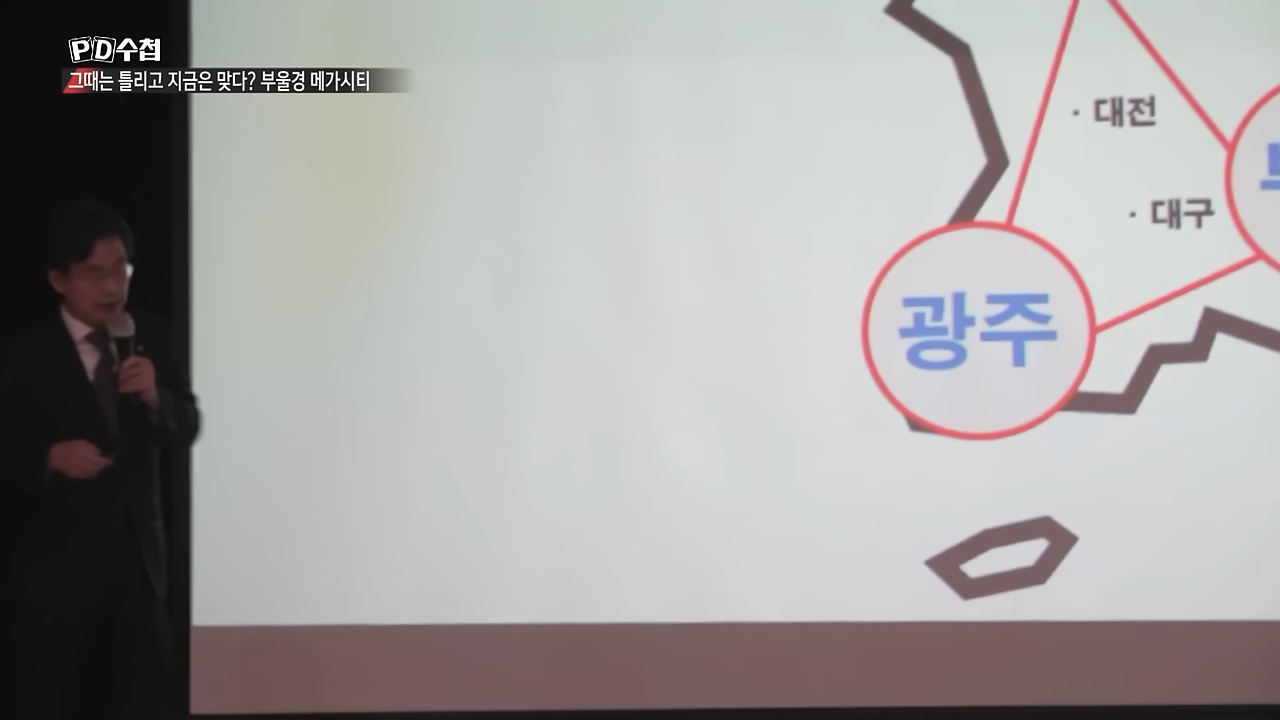 PD수첩
그때는 틀리고 지금은 맞다? 부울경 메가시티
· 대전
· 대구
광주